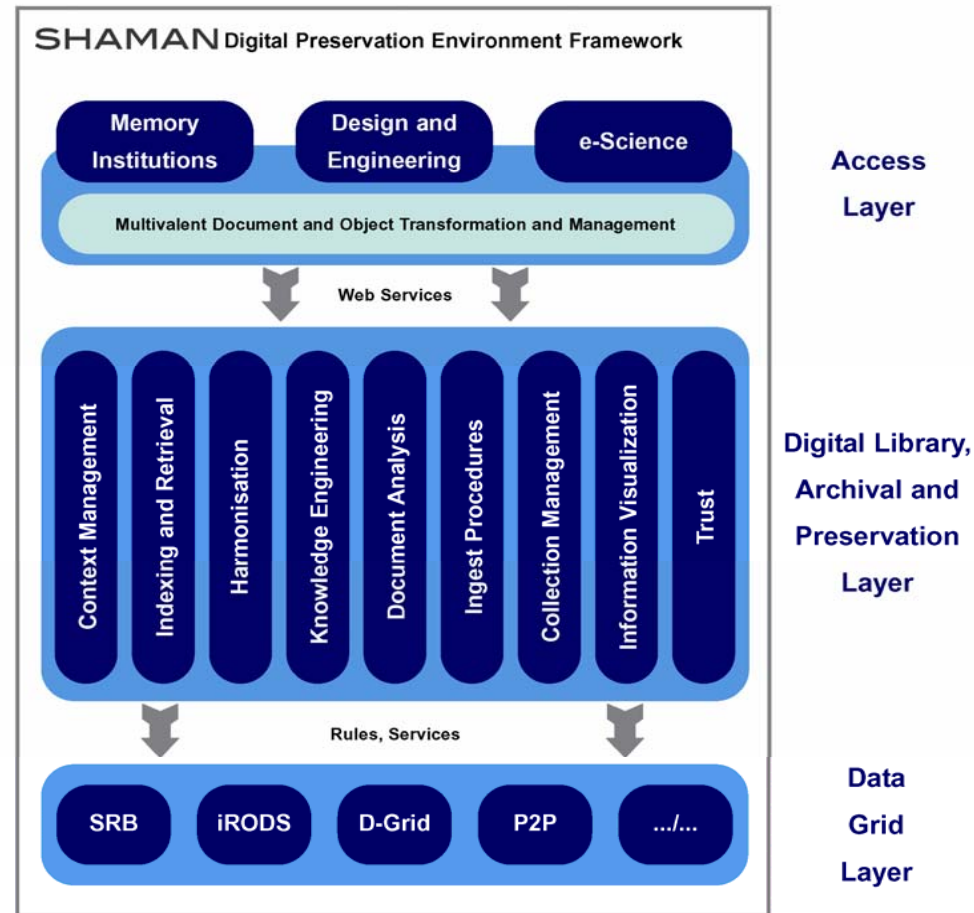 SHAMAN Digital Preservation Environment Framework
Memory
Institutions
Design and
Engineering
e-Science
Access
Layer
Multivalent Document and Object Transformation and Management
Web Services
Context Management
Indexing and Retrieval
Harmonisation
Knowledge Engineering
Document Analysis
Ingest Procedures
Collection Management
Information Visualization
Trust
Digital Library,
Archival and
Preservation
Layer
Rules, Services
SRB
iRODS
D-Grid
P2P
.../...
Data
Grid
Layer